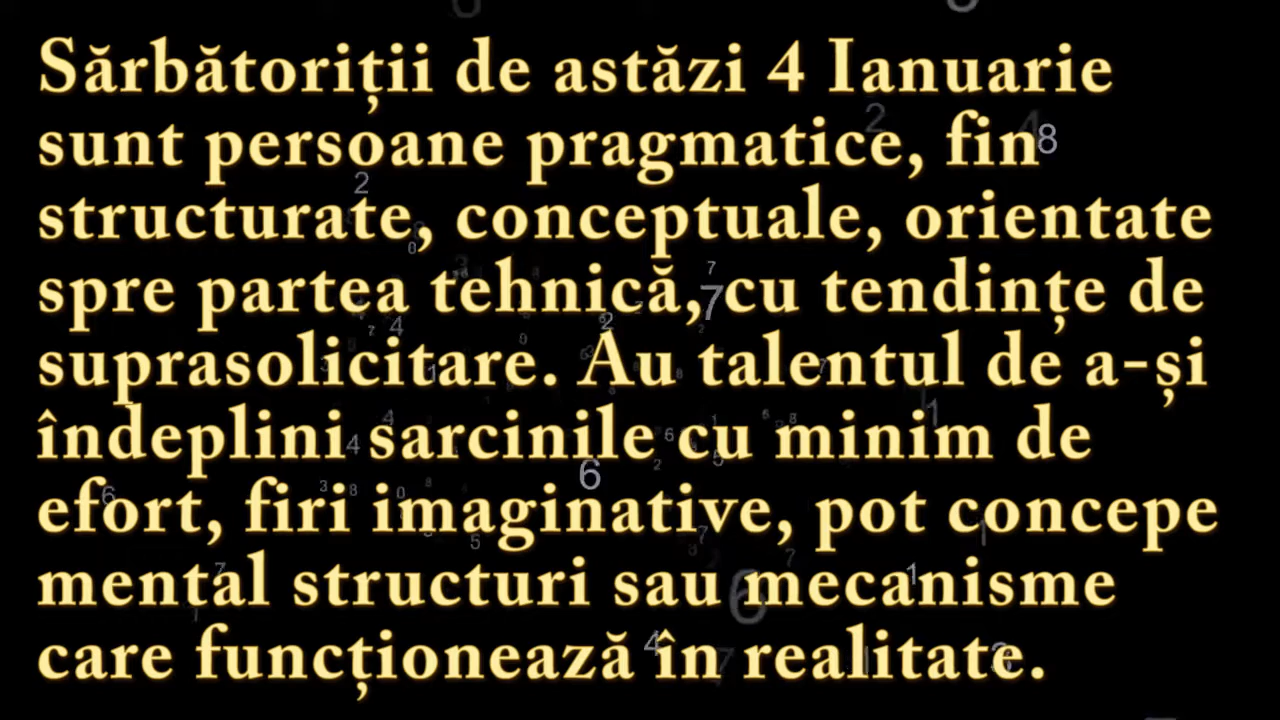 Sărbătoriții de astăzi 4 Ianuarie
sunt persoane pragmatice, fin
structurate, conceptuale, orientate
spre partea tehnică, cu tendințe de
suprasolicitare. Au talentul de a-și
îndeplini sarcinile cu minim de
efort, firi imaginative, pot concepe
mental structuri sau mecanisme
care funcționează în realitate.